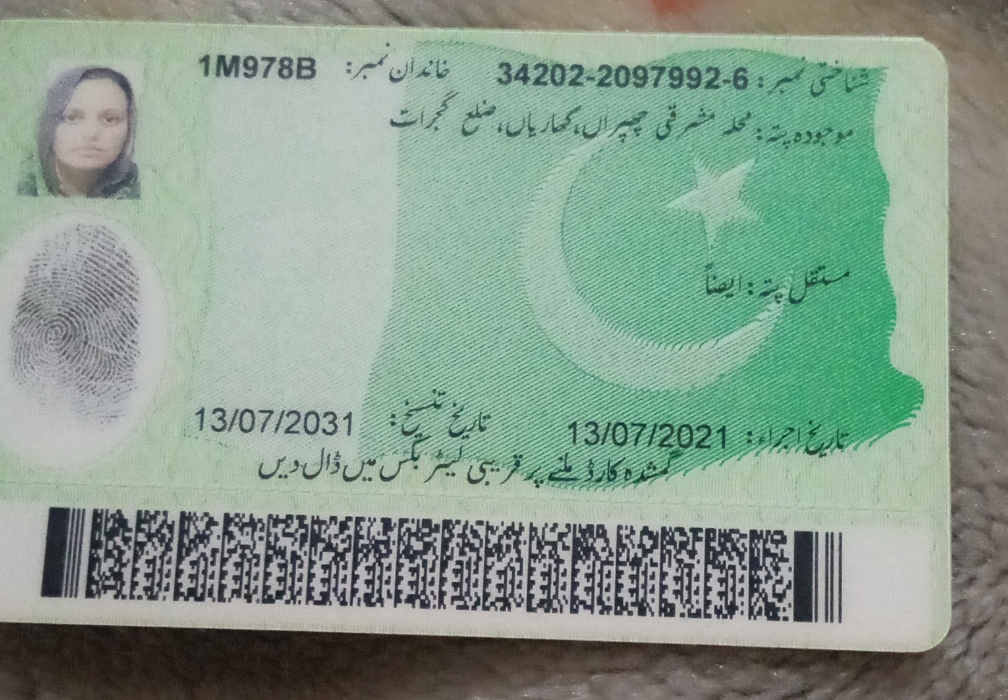 شناختی نمبر: 34202-2097992-6 خاندان نمبر: 1M978B
موجودہ پتہ: محلہ مشرقی چھپراں، کھاریاں، ضلع گجرات
مستقل پتہ: ایضاً
تاریخ اجراء: 13/07/2021 تاریخ تنسیخ: 13/07/2031
گمشدہ کارڈ ملنے پر قریبی لیٹر بکس میں ڈال دیں